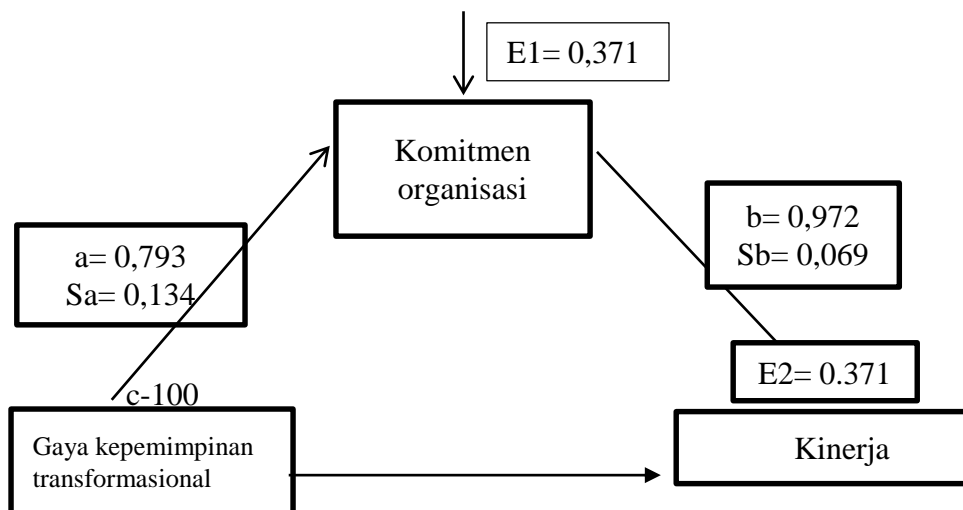 E1= 0,371
Komitmen
organisasi
a= 0,793
Sa= 0,134
b= 0,972
Sb= 0,069
E2= 0.371
c-100
Gaya kepemimpinan
transformasional
Kinerja